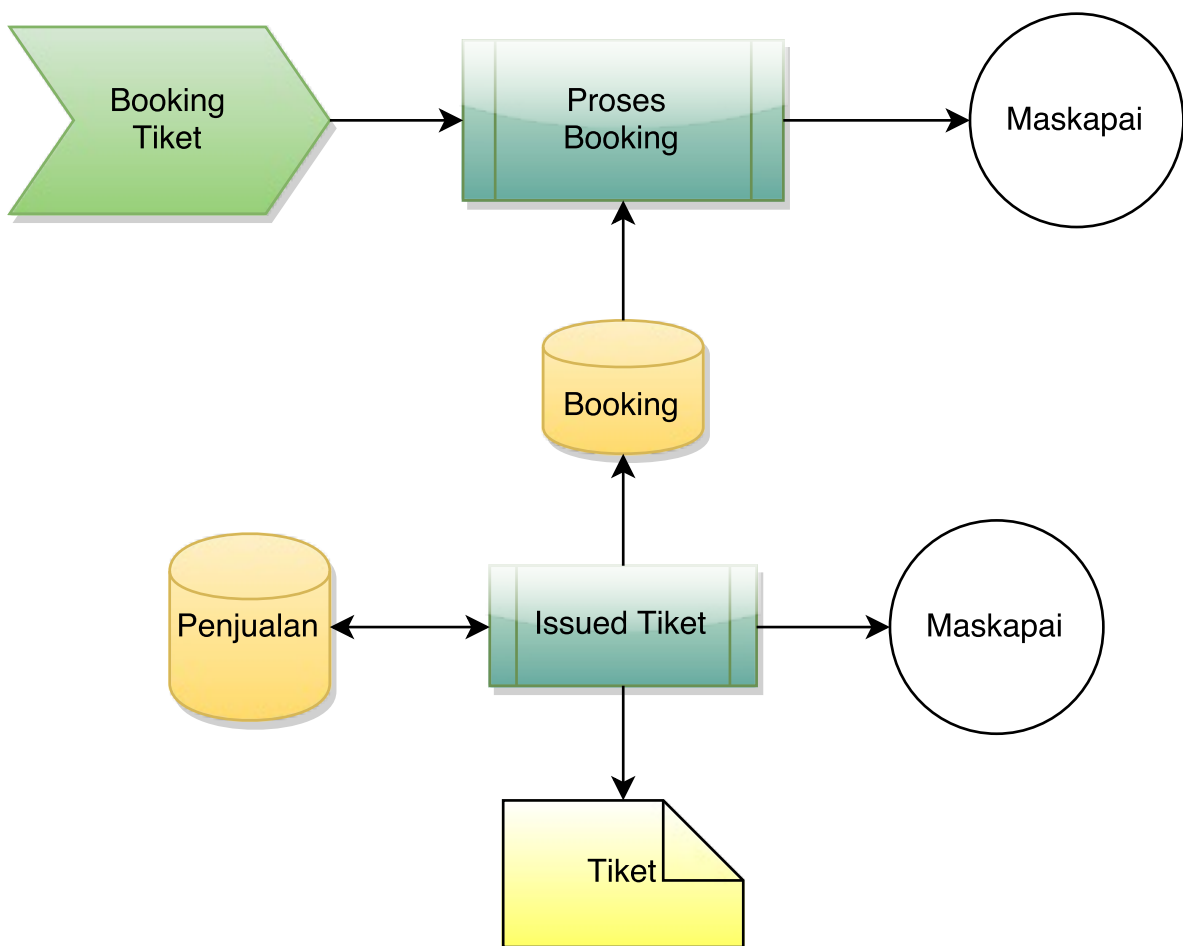 Booking
Tiket
Proses
Booking
Maskapai
Booking
Penjualan
Issued Tiket
Maskapai
Tiket